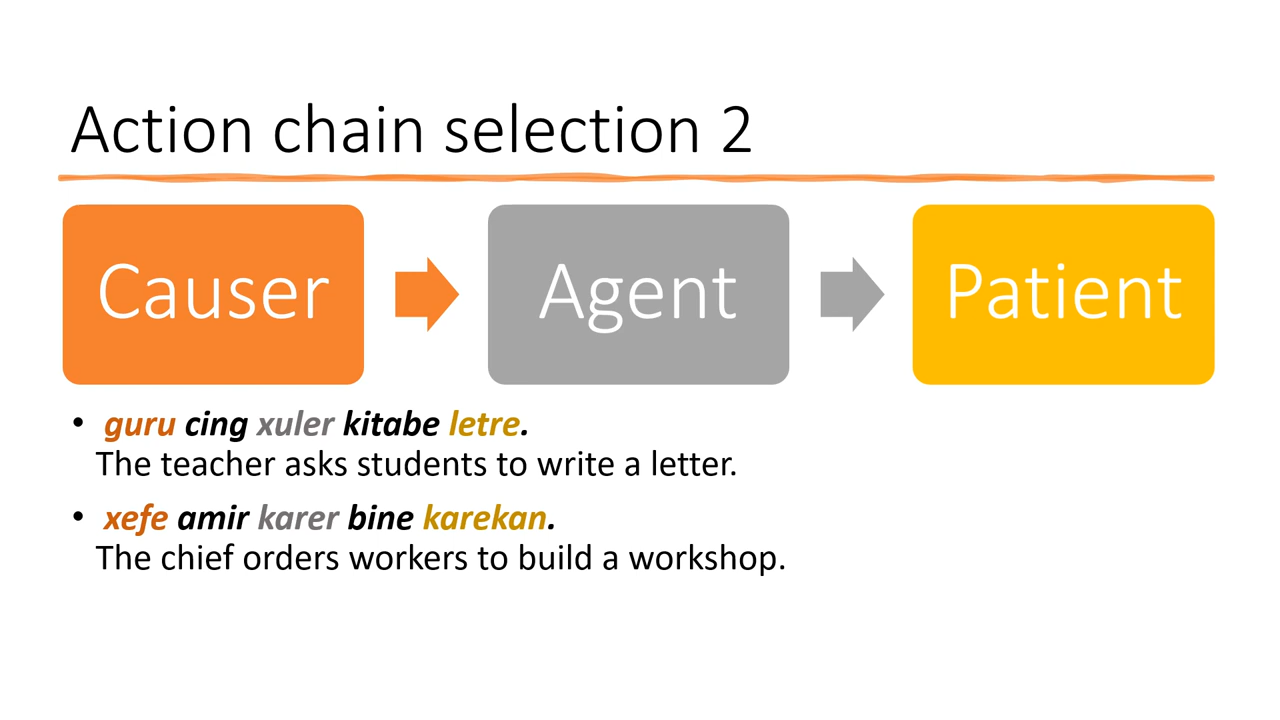 Action chain selection 2
Causer
Agent
Patient
• guru cing xuler kitabe letre.
The teacher asks students to write a letter.
• xefe amir karer bine karekan.
The chief orders workers to build a workshop.